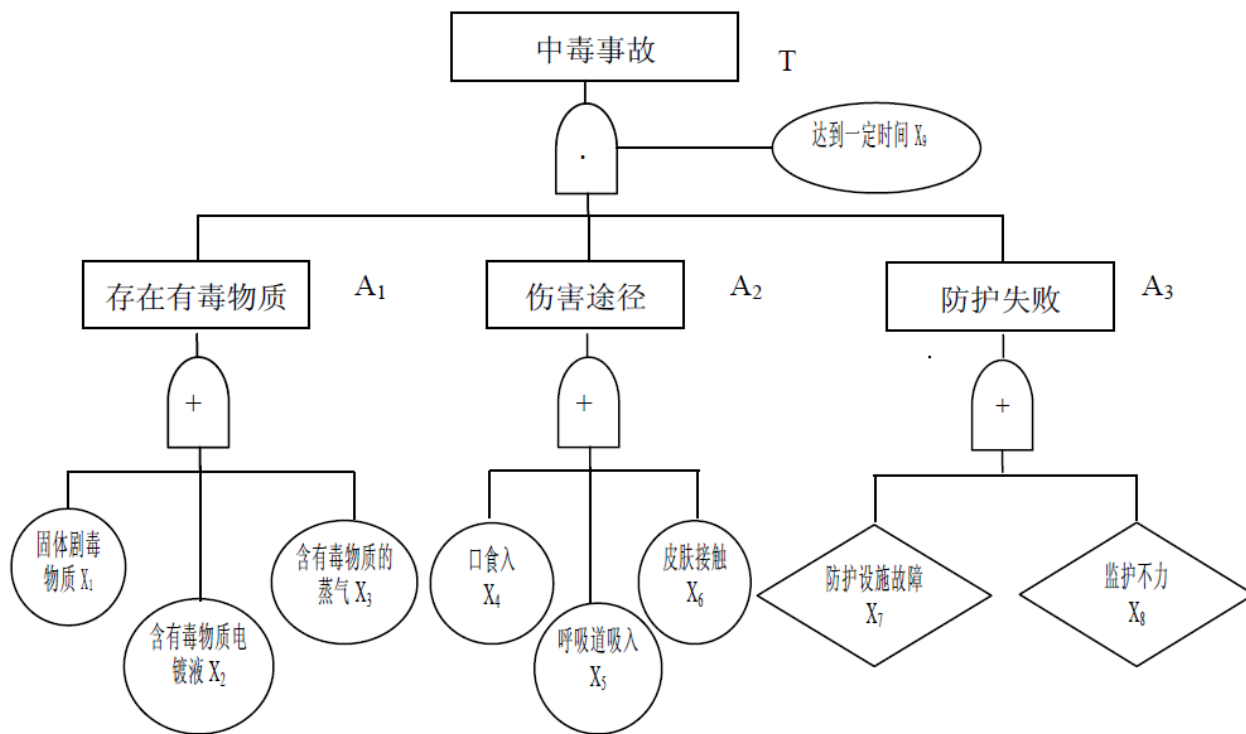 中毒事故
T
·
达到一定时间 X₉
存在有毒物质
A₁
伤害途径
A₂
防护失败
A₃
+
+
+
固体剧毒
物质 X₁
含有毒物质的
蒸气 X₃
口食入
X₄
皮肤接触
X₆
防护设施故障
X₇
监护不力
X₈
含有毒物质电
镀液 X₂
呼吸道吸入
X₅